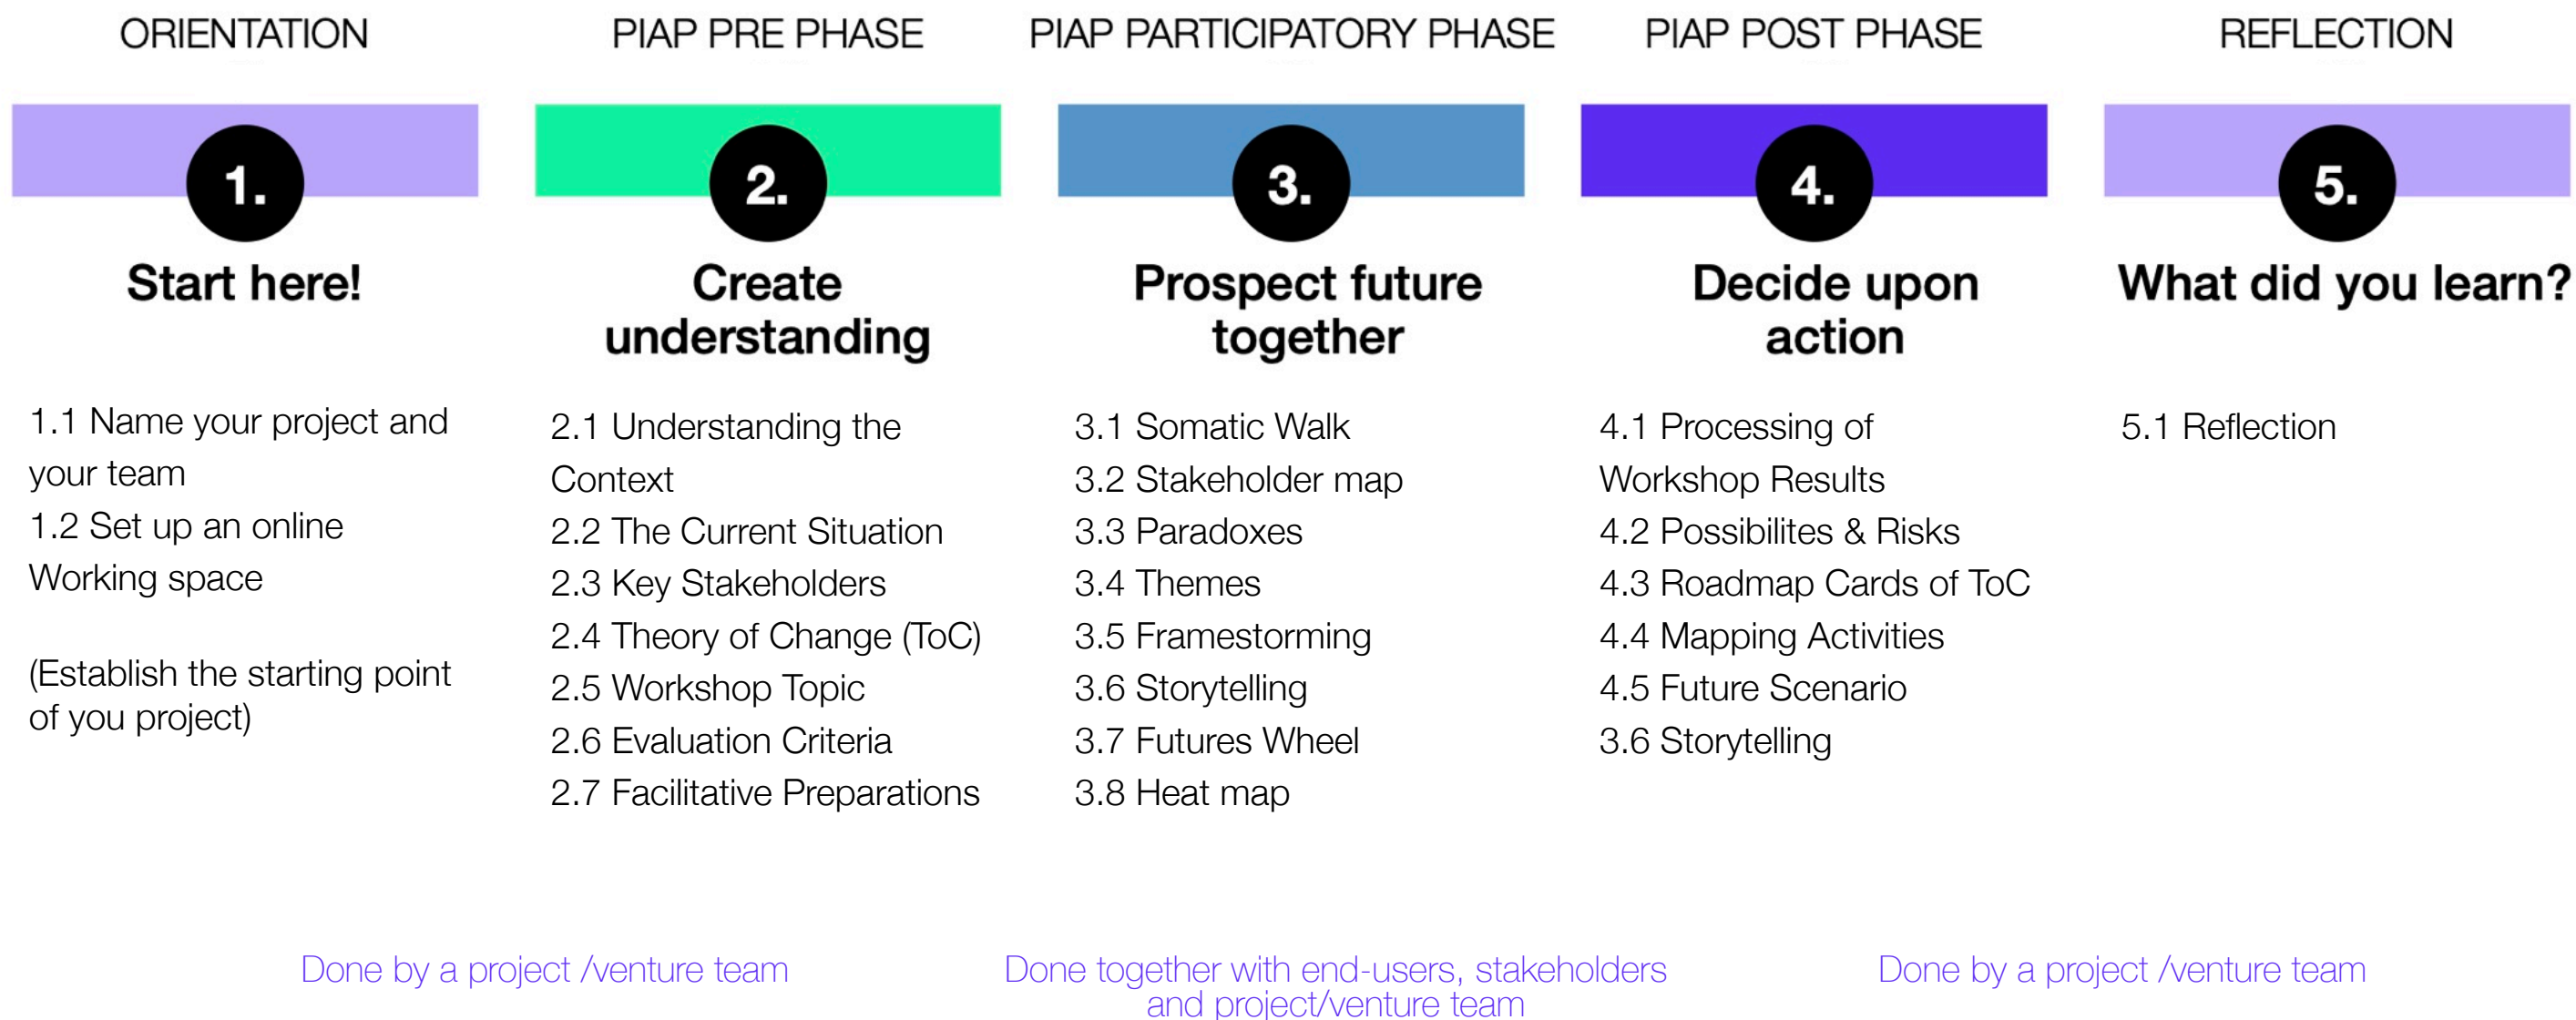 ORIENTATION
1.
Start here!
1.1 Name your project and
your team
1.2 Set up an online
Working space
(Establish the starting point
of you project)
PIAP PRE PHASE
2.
Create
understanding
2.1 Understanding the
Context
2.2 The Current Situation
2.3 Key Stakeholders
2.4 Theory of Change (ToC)
2.5 Workshop Topic
2.6 Evaluation Criteria
2.7 Facilitative Preparations
PIAP PARTICIPATORY PHASE
3.
Prospect future
together
3.1 Somatic Walk
3.2 Stakeholder map
3.3 Paradoxes
3.4 Themes
3.5 Framestorming
3.6 Storytelling
3.7 Futures Wheel
3.8 Heat map
PIAP POST PHASE
4.
Decide upon
action
4.1 Processing of
Workshop Results
4.2 Possibilites & Risks
4.3 Roadmap Cards of ToC
4.4 Mapping Activities
4.5 Future Scenario
3.6 Storytelling
REFLECTION
5.
What did you learn?
5.1 Reflection
Done by a project /venture team
Done together with end-users, stakeholders
and project/venture team
Done by a project /venture team